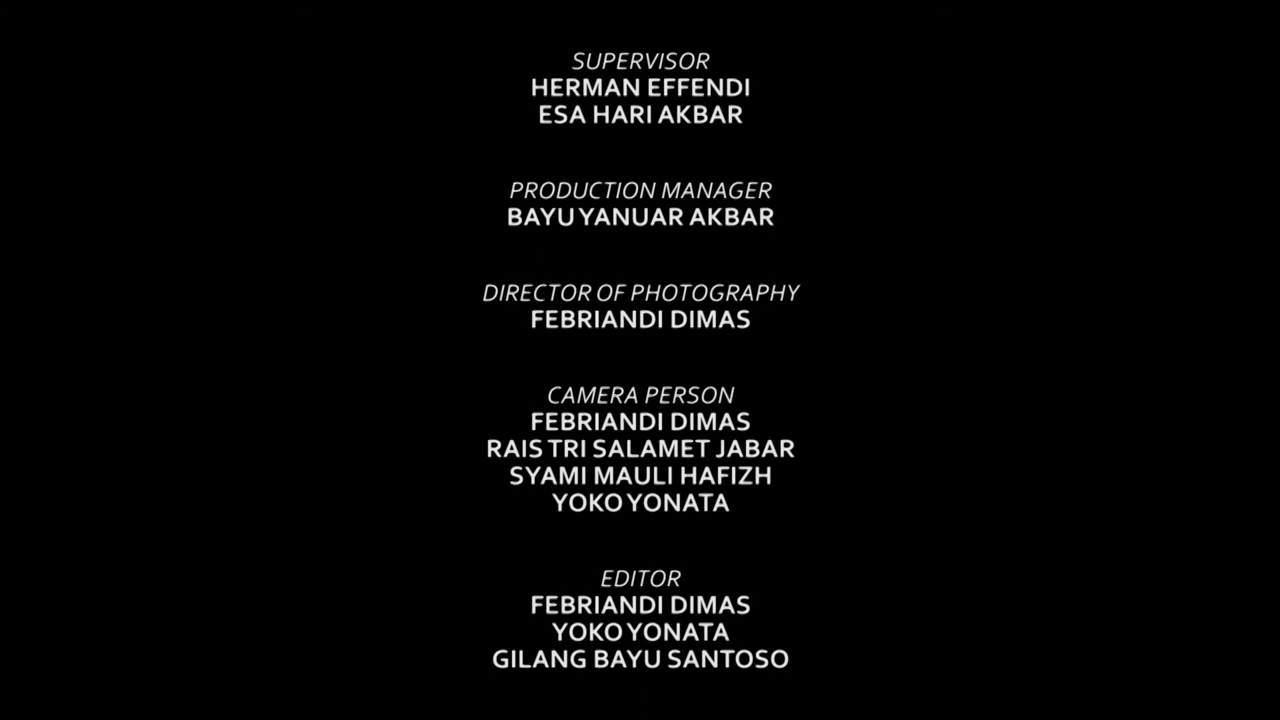 SUPERVISOR
HERMAN EFFENDI
ESA HARI AKBAR
PRODUCTION MANAGER
BAYU YANUAR AKBAR
DIRECTOR OF PHOTOGRAPHY
FEBRIANDI DIMAS
CAMERA PERSON
FEBRIANDI DIMAS
RAIS TRI SALAMET JABAR
SYAMI MAULI HAFIZH
YOKO YONATA
EDITOR
FEBRIANDI DIMAS
YOKO YONATA
GILANG BAYU SANTOSO